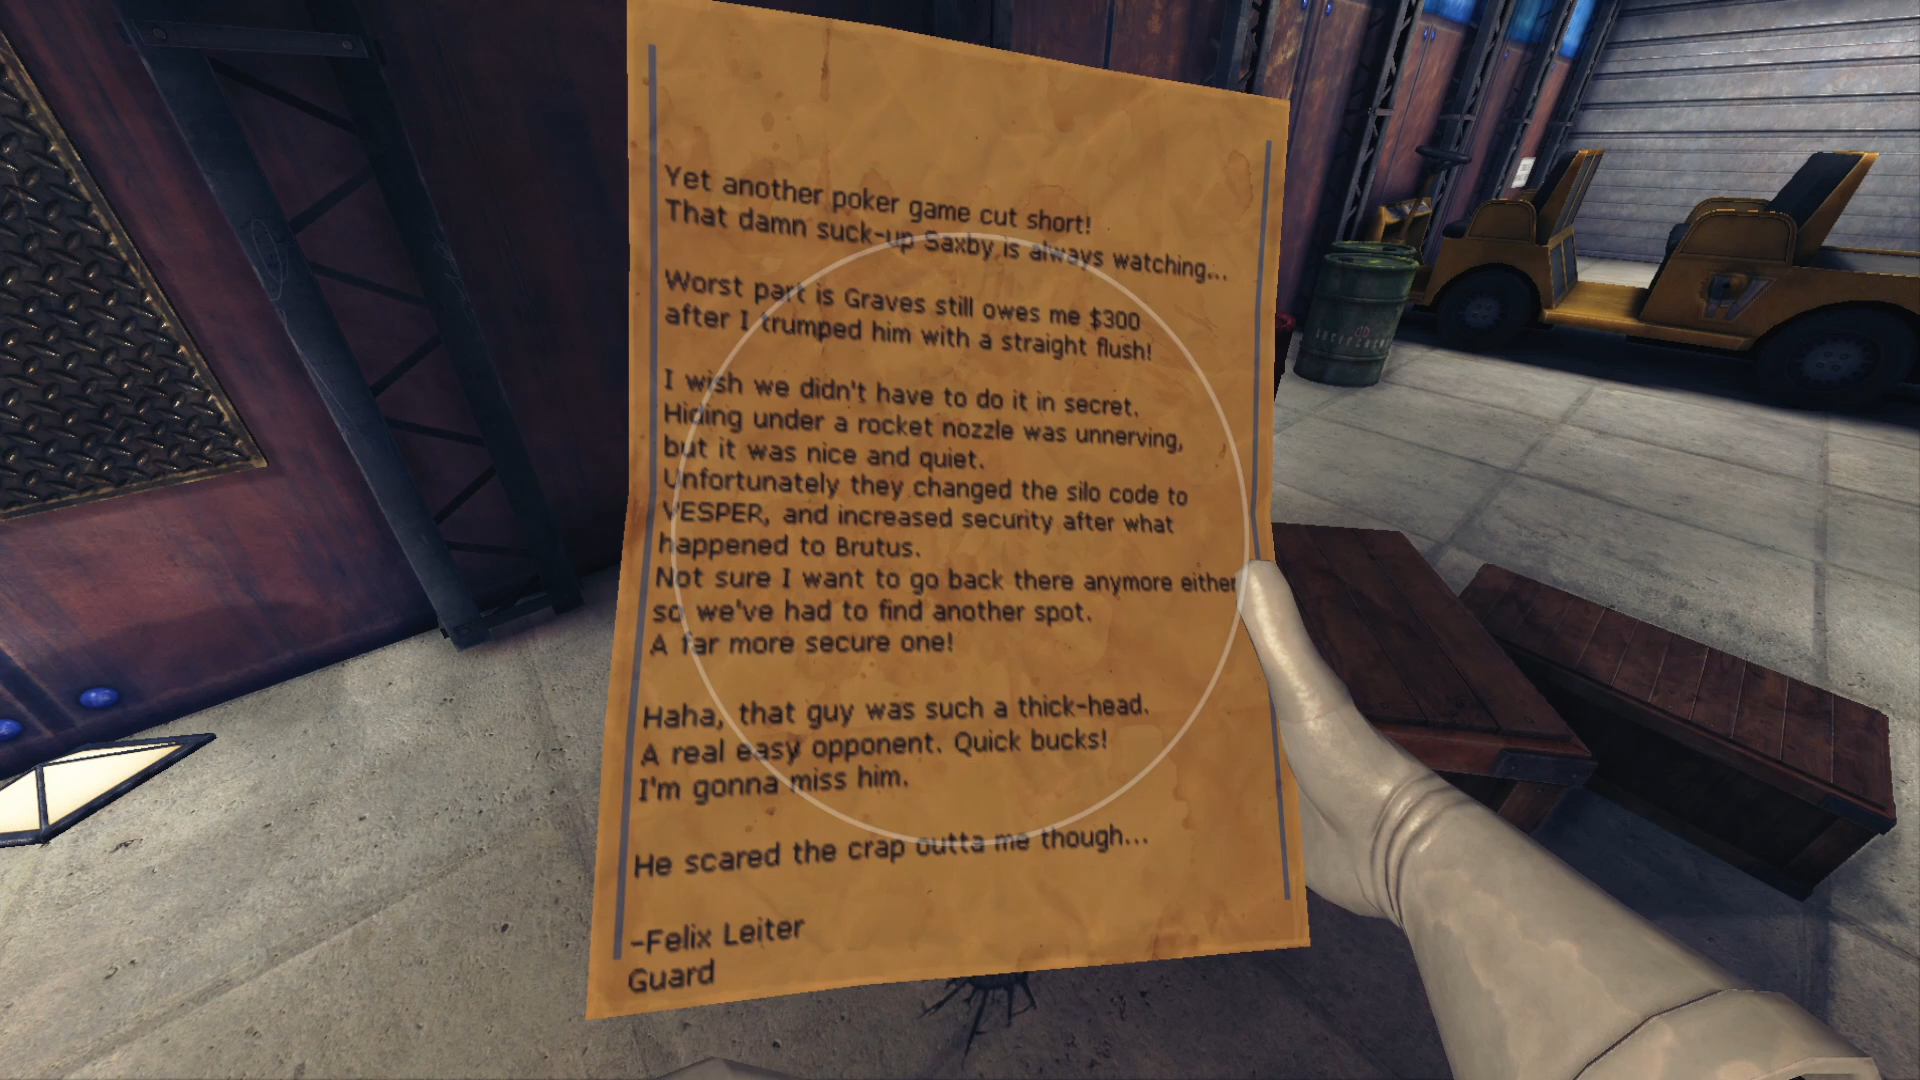 Yet another poker game cut short!
That damn suck-up Saxby is always watching...
Worst part is Graves still owes me $300
after I trumped him with a straight flush!
I wish we didn't have to do it in secret.
Hiding under a rocket nozzle was unnerving,
but it was nice and quiet.
Unfortunately they changed the silo code to
VESPER, and increased security after what
happened to Brutus.
Not sure I want to go back there anymore either
so we've had to find another spot.
A far more secure one!
Haha, that guy was such a thick-head.
A real easy opponent. Quick bucks!
I'm gonna miss him.
He scared the crap outta me though...
-Felix Leiter
Guard